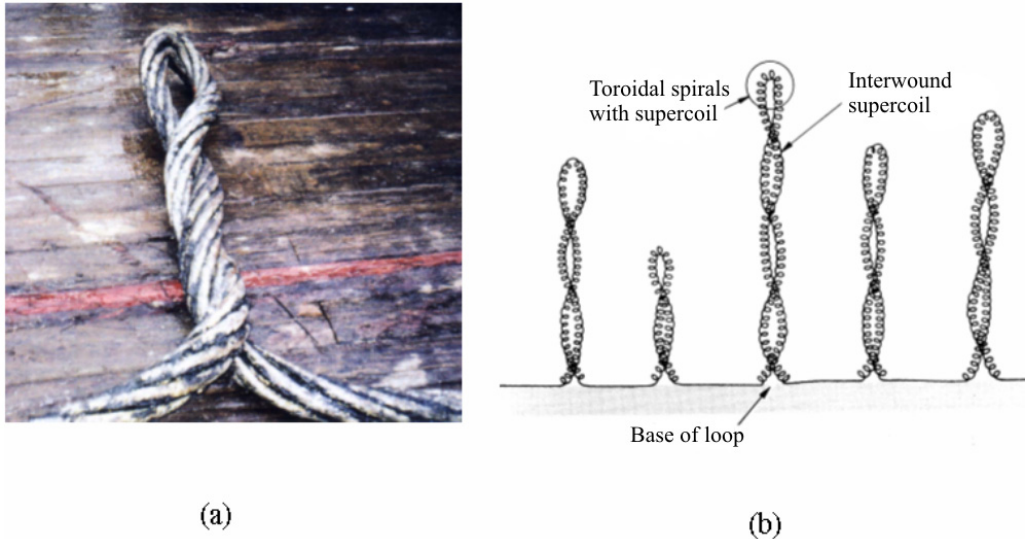 Toroidal spirals
with supercoil
Interwound
supercoil
Base of loop
(a)
(b)